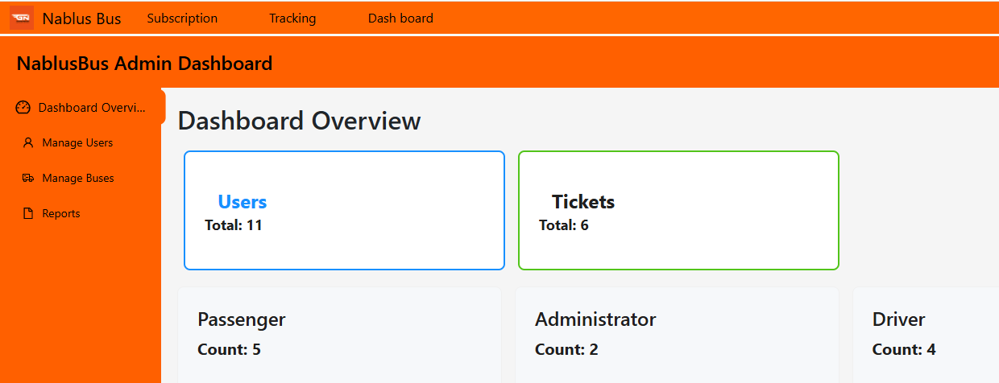 Nablus Bus Subscription Tracking Dash board
NablusBus Admin Dashboard
Dashboard Overvi...
Manage Users
Manage Buses
Reports
Dashboard Overview
Users
Total: 11
Tickets
Total: 6
Passenger
Count: 5
Administrator
Count: 2
Driver
Count: 4